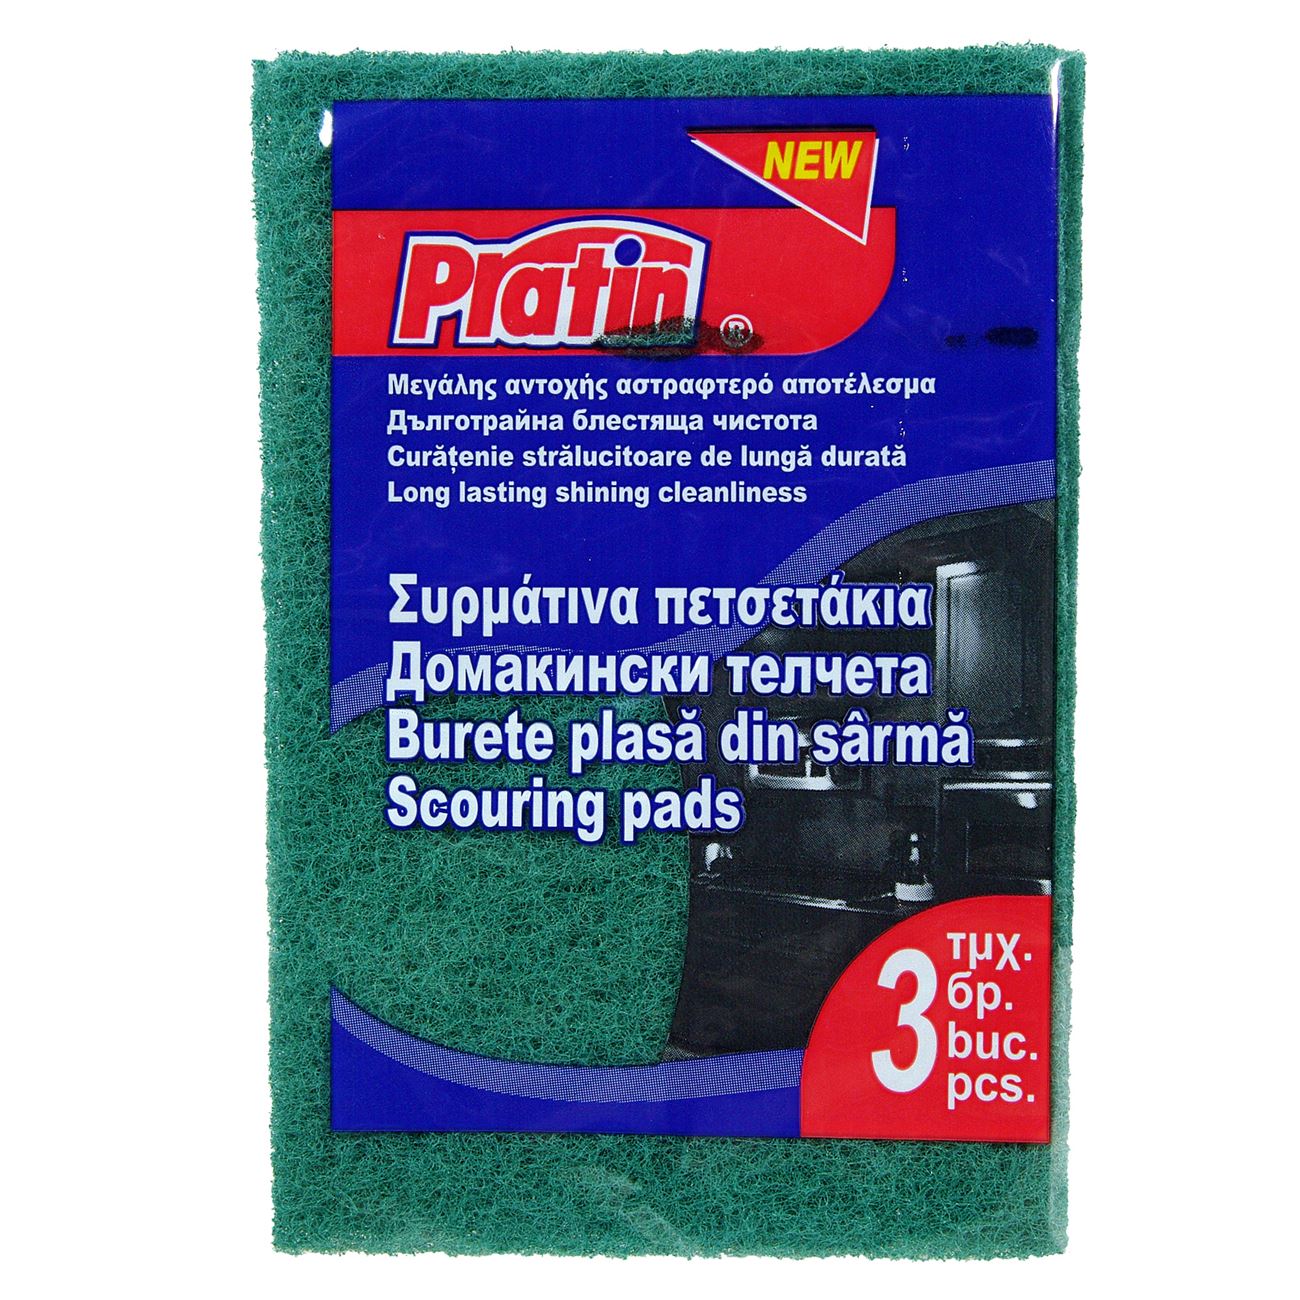 NEW
Pratin ®
Μεγάλης αντοχής αστραφτερό αποτέλεσμα
Дълготрайна блестяща чистота
Curățenie strălucitoare de lungă durată
Long lasting shining cleanliness
Συρμάτινα πετσετάκια
Домакински телчета
Burete plasă din sârmă
Scouring pads
3 τμχ.
бр.
buc.
pcs.